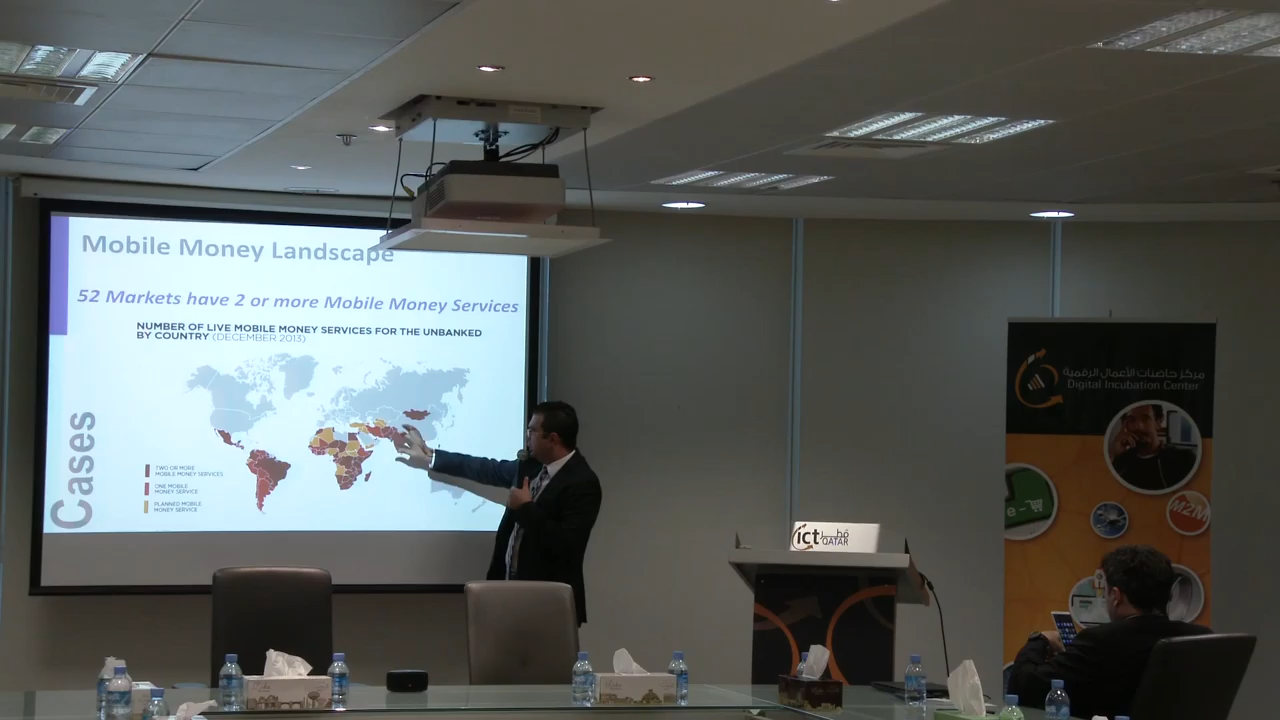 Mobile Money Landscape
52 Markets have 2 or more Mobile Money Services
NUMBER OF LIVE MOBILE MONEY SERVICES FOR THE UNBANKED
BY COUNTRY (DECEMBER 2013)
TWO OR MORE
MOBILE MONEY SERVICES
ONE MOBILE
MONEY SERVICE
PLANNED MOBILE
MONEY SERVICE
Cases
ictQATAR
مركز حاضنات الأعمال الرقمية
Digital Incubation Center
e-
M2M